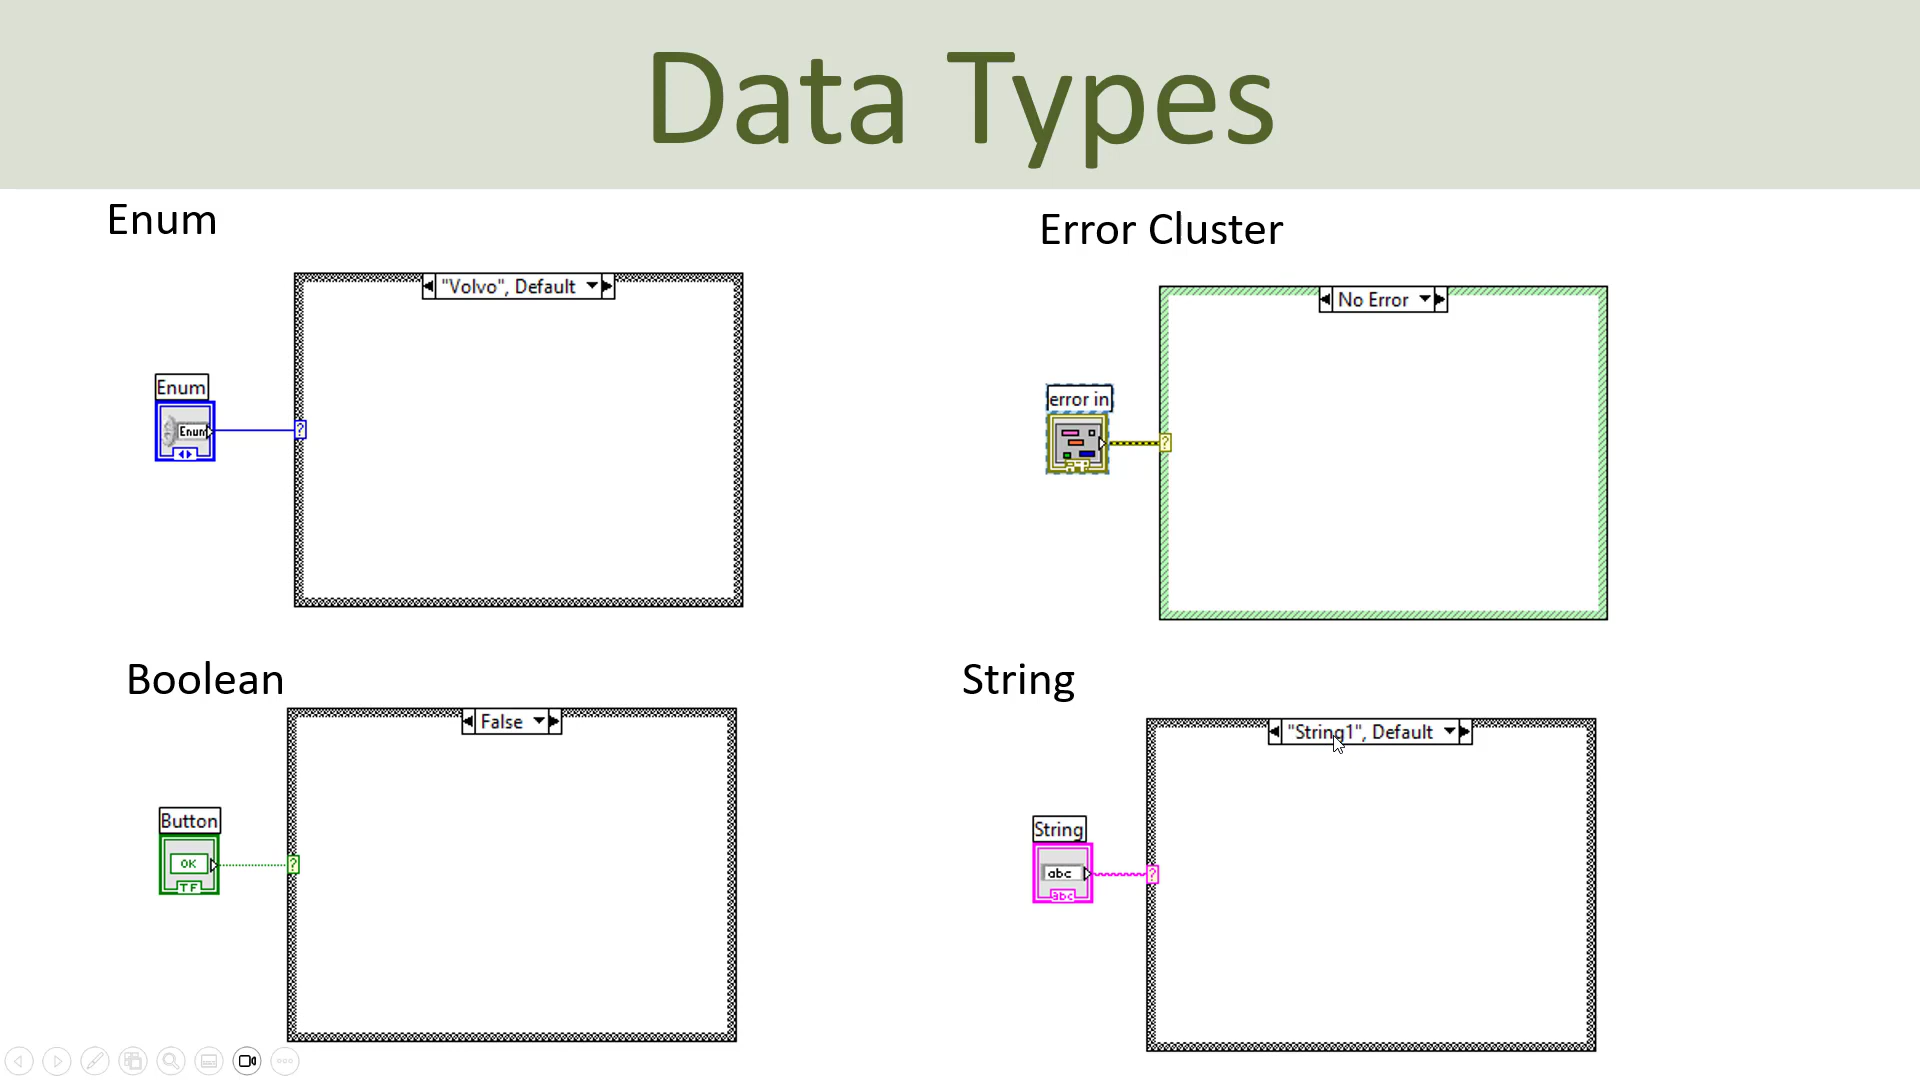 Data Types
Enum
"Volvo", Default
Enum
Enum
?
Error Cluster
No Error
error in
?
Boolean
False
Button
OK
TF
?
String
"String1", Default
String
abc
abc
?